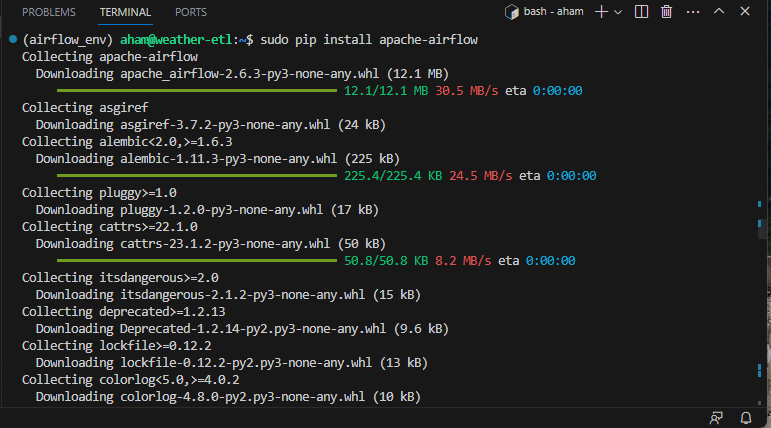 PROBLEMS TERMINAL PORTS bash - aham
(airflow_env) aham@weather-etl:~$ sudo pip install apache-airflow
Collecting apache-airflow
Downloading apache_airflow-2.6.3-py3-none-any.whl (12.1 MB)
12.1/12.1 MB 30.5 MB/s eta 0:00:00
Collecting asgiref
Downloading asgiref-3.7.2-py3-none-any.whl (24 kB)
Collecting alembic<2.0,>=1.6.3
Downloading alembic-1.11.3-py3-none-any.whl (225 kB)
225.4/225.4 KB 24.5 MB/s eta 0:00:00
Collecting pluggy>=1.0
Downloading pluggy-1.2.0-py3-none-any.whl (17 kB)
Collecting cattrs>=22.1.0
Downloading cattrs-23.1.2-py3-none-any.whl (50 kB)
50.8/50.8 KB 8.2 MB/s eta 0:00:00
Collecting itsdangerous>=2.0
Downloading itsdangerous-2.1.2-py3-none-any.whl (15 kB)
Collecting deprecated>=1.2.13
Downloading Deprecated-1.2.14-py2.py3-none-any.whl (9.6 kB)
Collecting lockfile>=0.12.2
Downloading lockfile-0.12.2-py2.py3-none-any.whl (13 kB)
Collecting colorlog<5.0,>=4.0.2
Downloading colorlog-4.8.0-py2.py3-none-any.whl (10 kB)